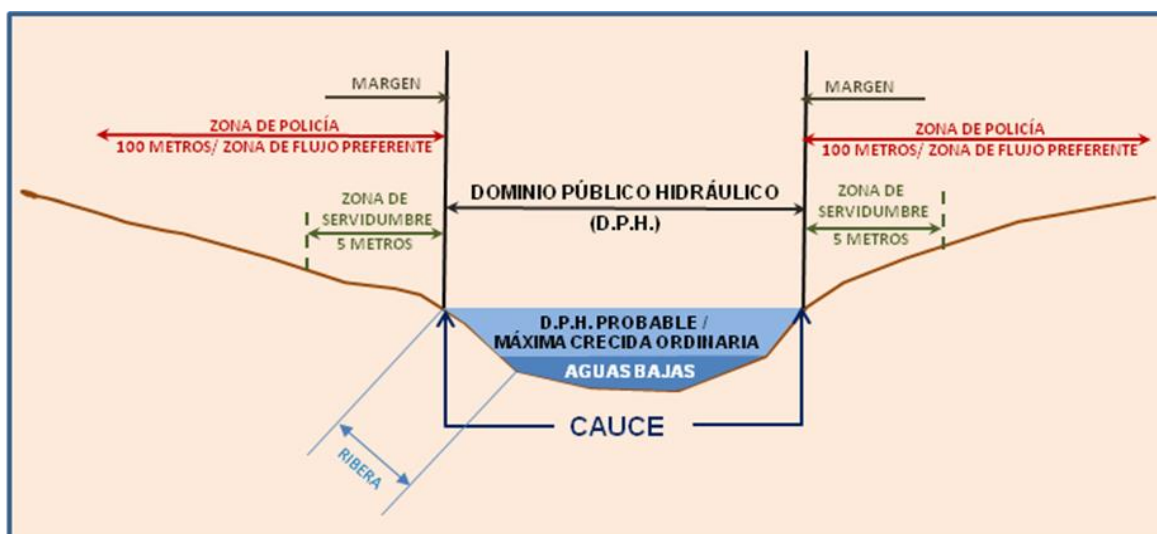 MARGEN
MARGEN
ZONA DE POLICÍA
100 METROS/ ZONA DE FLUJO PREFERENTE
ZONA DE POLICÍA
100 METROS/ ZONA DE FLUJO PREFERENTE
ZONA DE
SERVIDUMBRE
5 METROS
DOMINIO PÚBLICO HIDRÁULICO
(D.P.H.)
ZONA DE
SERVIDUMBRE
5 METROS
D.P.H. PROBABLE /
MÁXIMA CRECIDA ORDINARIA
AGUAS BAJAS
CAUCE
RIBERA